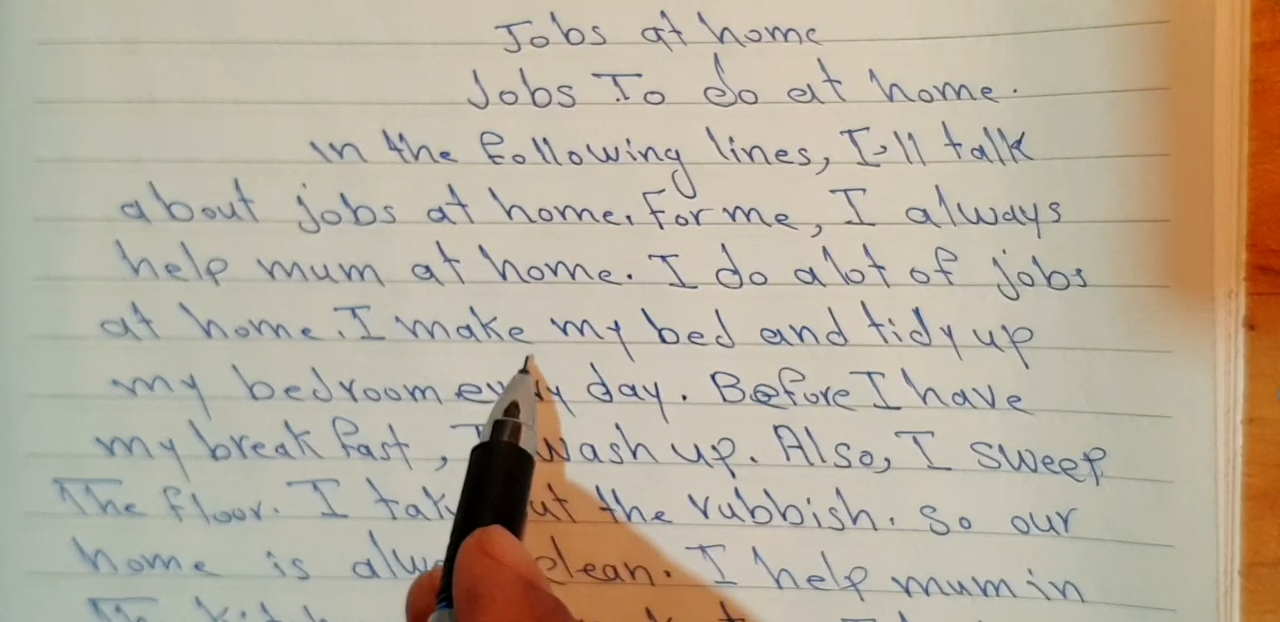 Jobs at home
Jobs To do at home.
In the following lines, I'll talk
about jobs at home. For me, I always
help mum at home. I do alot of jobs
at home. I make my bed and tidy up
my bedroom day. Before I have
my break fast, wash up. Also, I sweep
The floor. I the rubbish. So our
home is clean. I help mum in